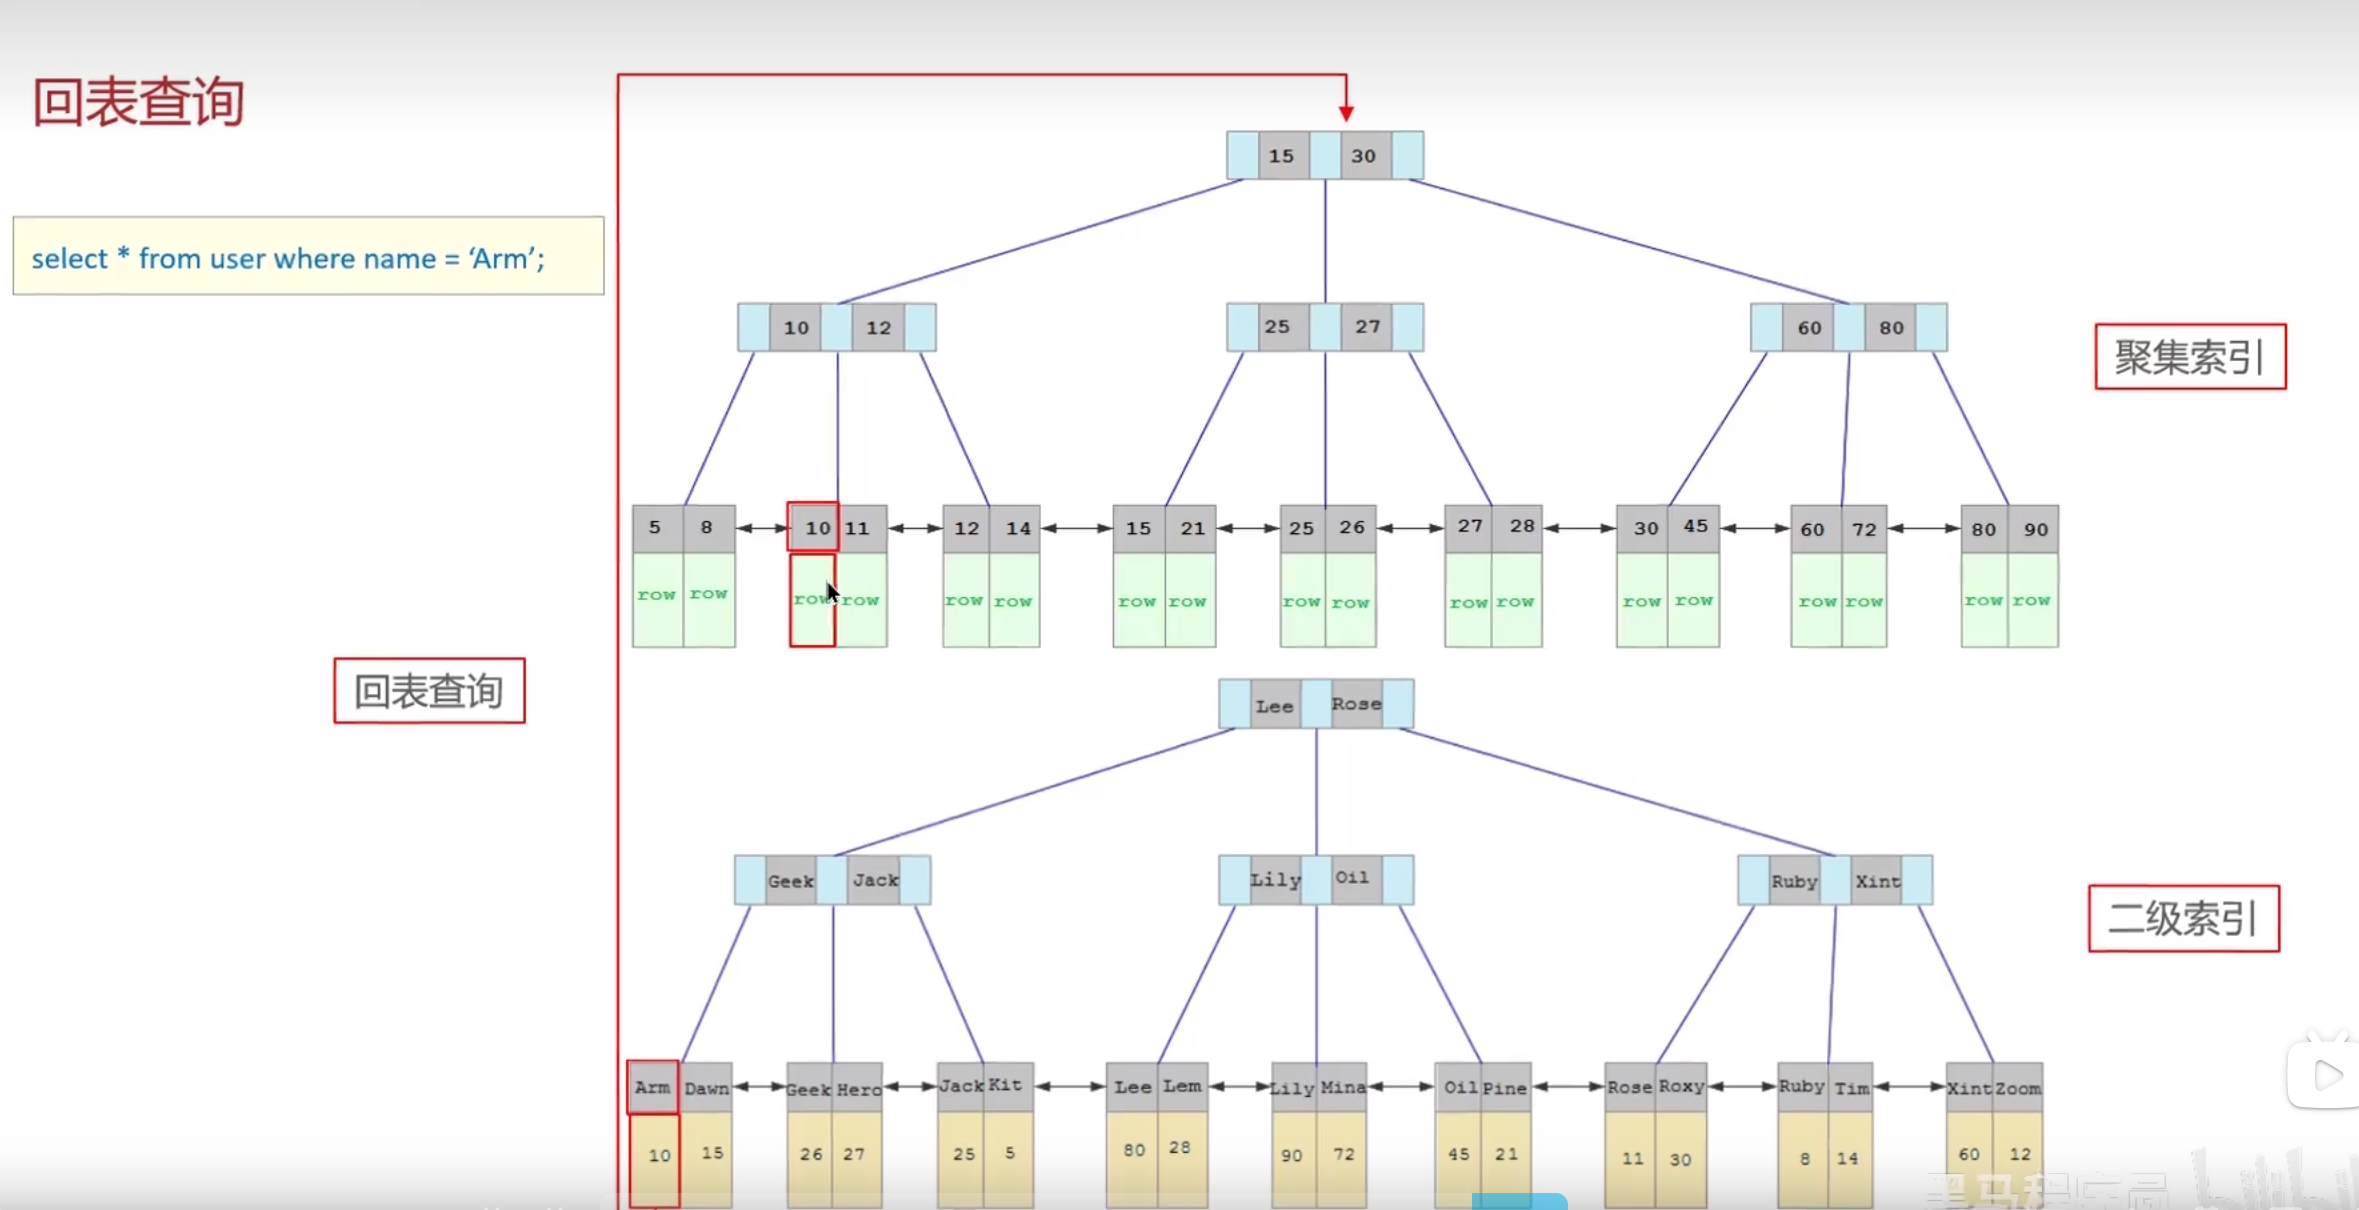 回表查询
select * from user where name = ‘Arm’;
15 30
10 12 25 27 60 80
聚集索引
5 8 10 11 12 14 15 21 25 26 27 28 30 45 60 72 80 90
row row row row row row row row row row row row row row row row row row
回表查询
Lee Rose
Geek Jack Lily Oil Ruby Xint
二级索引
Arm Dawn Geek Hero Jack Kit Lee Lem Lily Mina Oil Pine Rose Roxy Ruby Tim Xint Zoom
10 15 26 27 25 5 80 28 90 72 45 21 11 30 8 14 60 12
黑马程序员